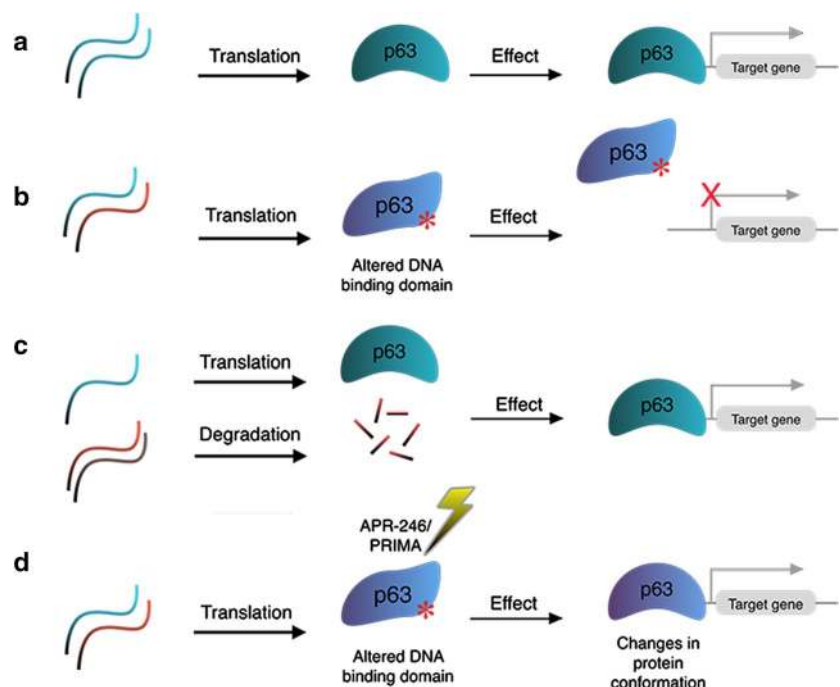 a
Translation
p63
Effect
p63
Target gene
b
Translation
p63
*
Altered DNA
binding domain
Effect
p63
*
X
Target gene
c
Translation
p63
Degradation
Effect
p63
Target gene
d
APR-246/
PRIMA
Translation
p63
*
Altered DNA
binding domain
Effect
p63
Target gene
Changes in
protein
conformation